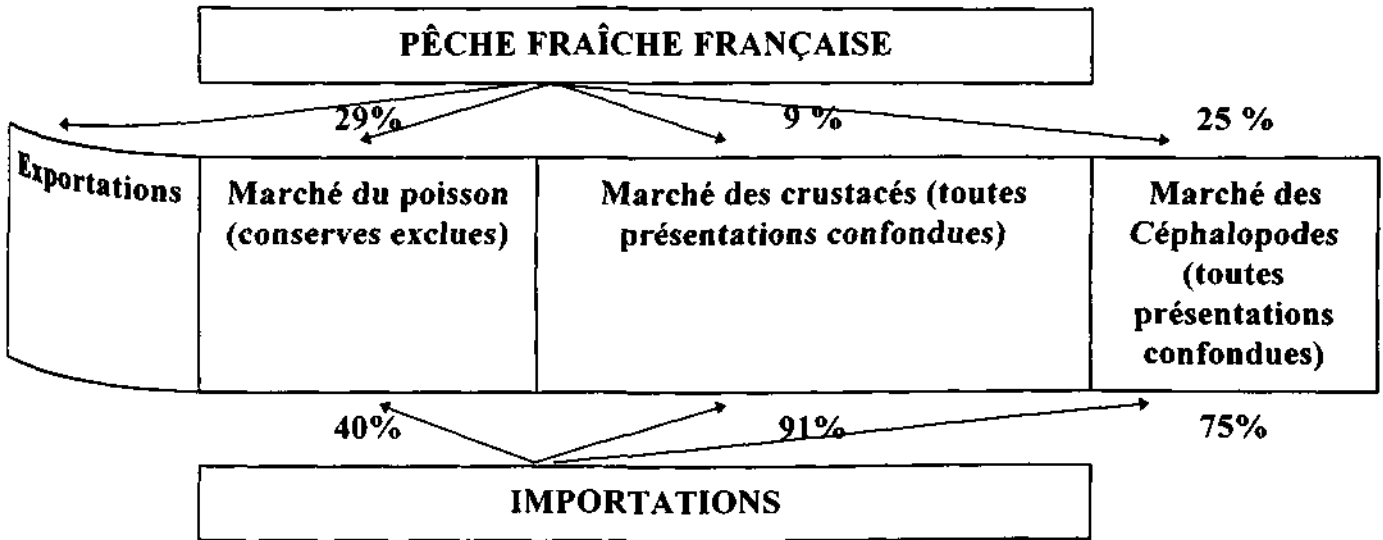 PÊCHE FRAÎCHE FRANÇAISE
29% 9 % 25 %
Exportations
Marché du poisson
(conserves exclues)
Marché des crustacés (toutes
présentations confondues)
Marché des
Céphalopodes
(toutes
présentations
confondues)
40% 91% 75%
IMPORTATIONS